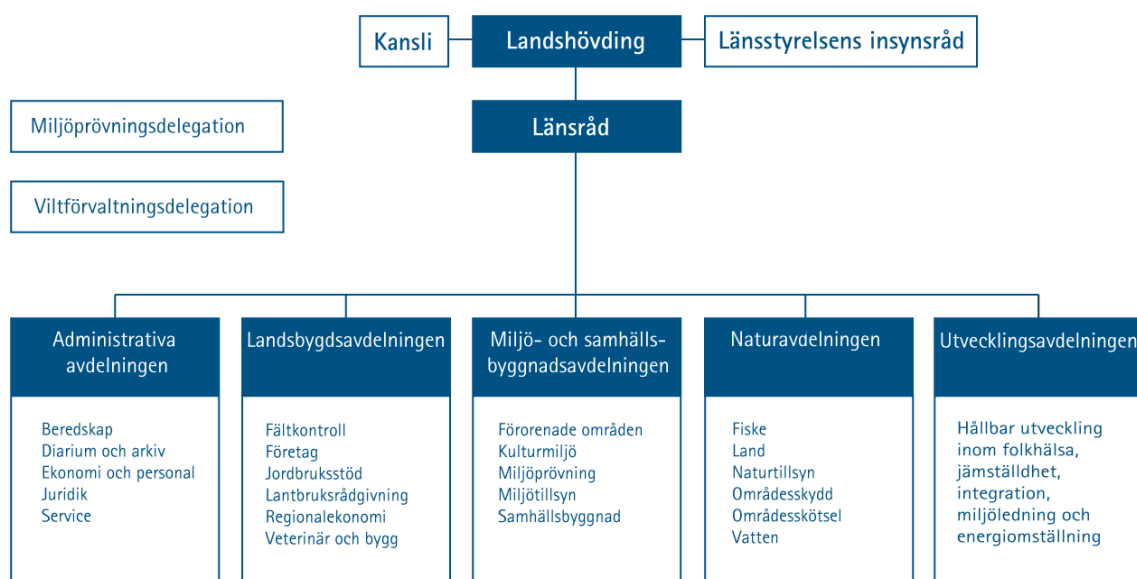 Kansli
Landshövding
Länsstyrelsens insynsråd
Miljöprövningsdelegation
Länsråd
Viltförvaltningsdelegation
Administrativa
avdelningen
Beredskap
Diarium och arkiv
Ekonomi och personal
Juridik
Service
Landsbygdsavdelningen
Fältkontroll
Företag
Jordbruksstöd
Lantbruksrådgivning
Regionalekonomi
Veterinär och bygg
Miljö- och samhälls-
byggnadsavdelningen
Förorenade områden
Kulturmiljö
Miljöprövning
Miljötillsyn
Samhällsbyggnad
Naturavdelningen
Fiske
Land
Naturtillsyn
Områdesskydd
Områdesskötsel
Vatten
Utvecklingsavdelningen
Hållbar utveckling
inom folkhälsa,
jämställdhet,
integration,
miljöledning och
energiomställning